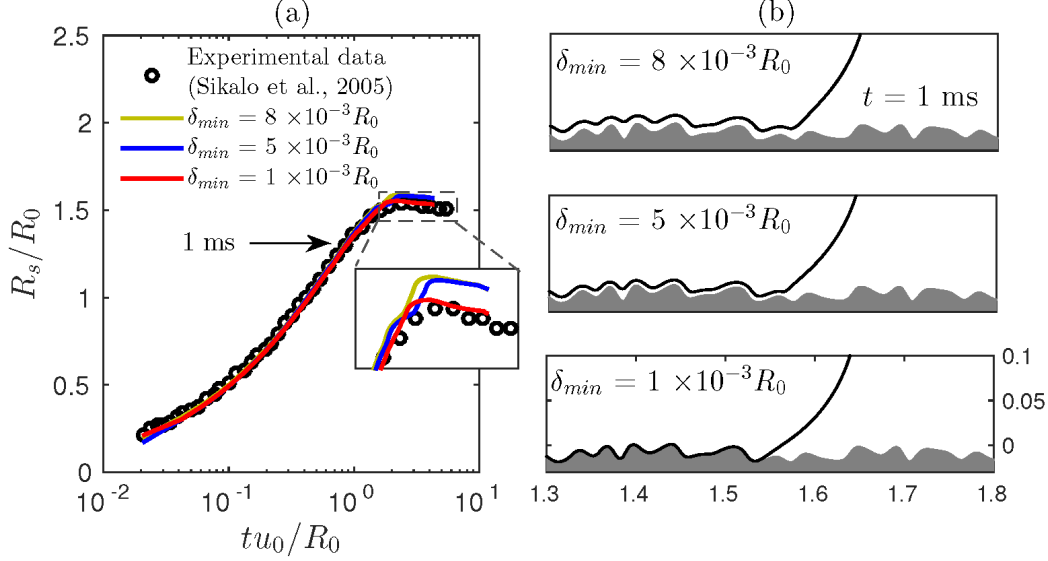 (a)
2.5
2
1.5
1
0.5
0
R_s/R_0
Experimental data
(Sikalo et al., 2005)
δ_min = 8 ×10^-3 R_0
δ_min = 5 ×10^-3 R_0
δ_min = 1 ×10^-3 R_0
1 ms
10^-2
10^-1
10^0
10^1
tu_0/R_0
(b)
δ_min = 8 ×10^-3 R_0
t = 1 ms
δ_min = 5 ×10^-3 R_0
δ_min = 1 ×10^-3 R_0
0.1
0.05
0
1.3
1.4
1.5
1.6
1.7
1.8